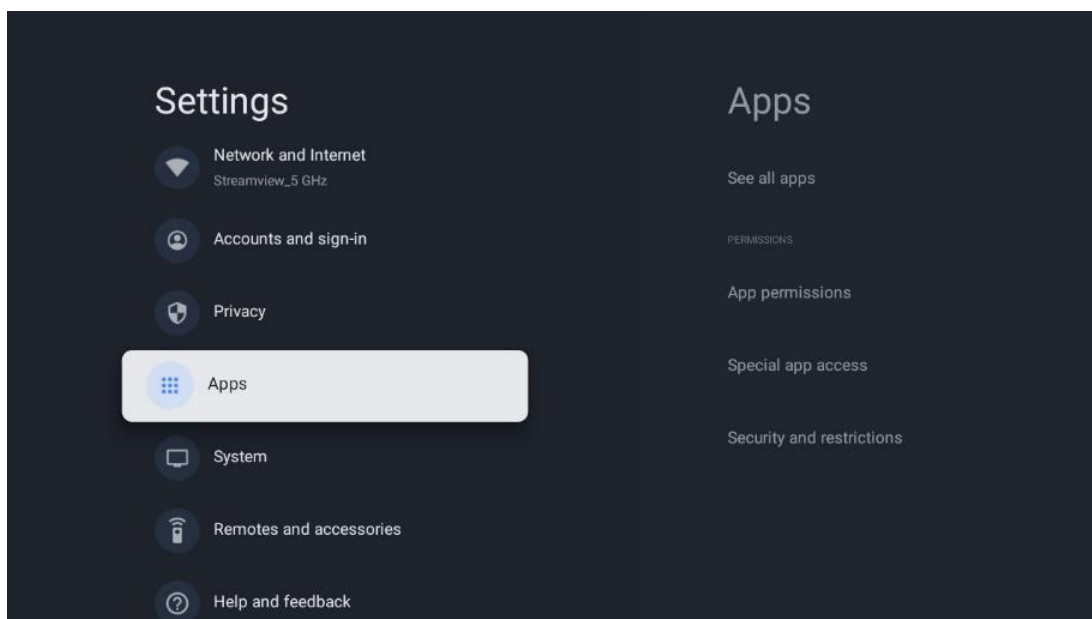 Settings
Network and Internet
Streamview_5 GHz
Accounts and sign-in
Privacy
Apps
System
Remotes and accessories
Help and feedback
Apps
See all apps
PERMISSIONS
App permissions
Special app access
Security and restrictions